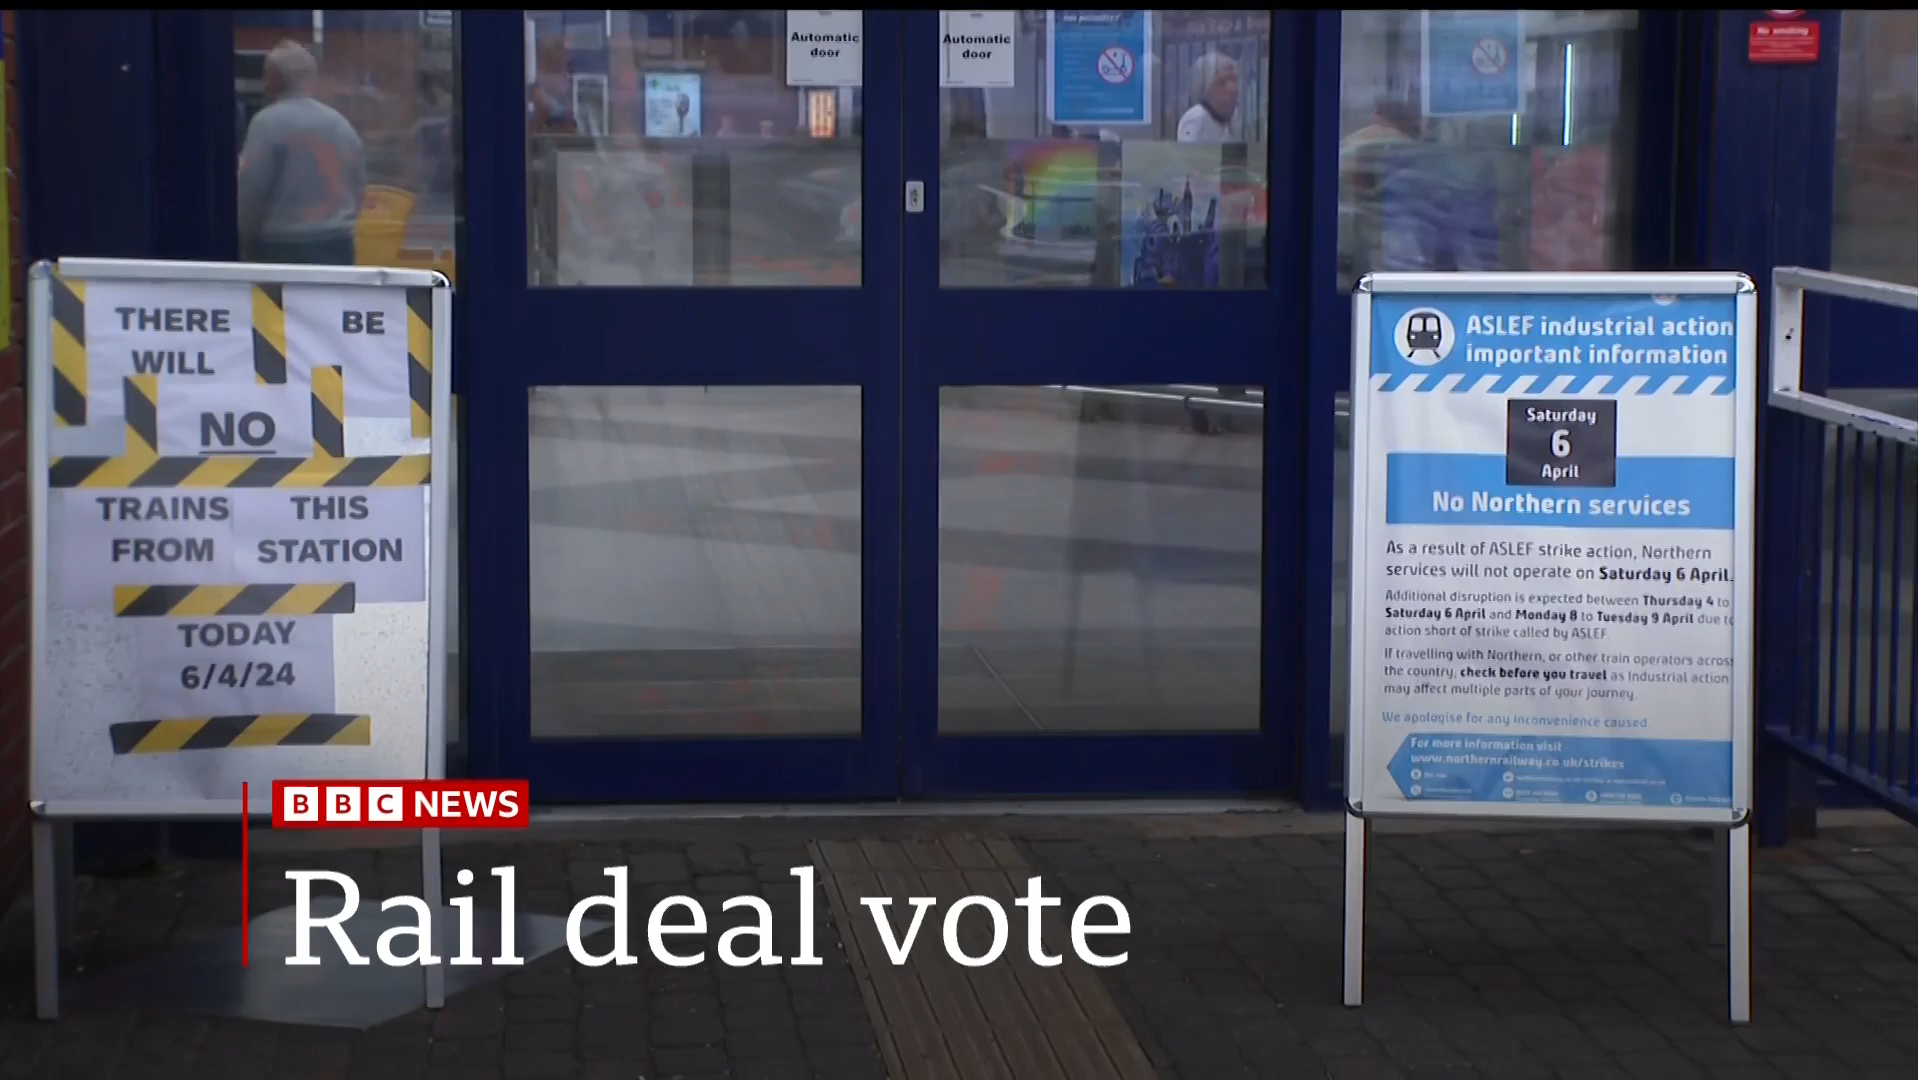 Automatic
door
Automatic
door
No smoking
THERE BE
WILL
NO
TRAINS THIS
FROM STATION
TODAY
6/4/24
ASLEF industrial action
important information
Saturday
6
April
No Northern services
As a result of ASLEF strike action, Northern
services will not operate on Saturday 6 April.
Additional disruption is expected between Thursday 4 to
Saturday 6 April and Monday 8 to Tuesday 9 April due to
action short of strike called by ASLEF.
If travelling with Northern, or other train operators across
the country, check before you travel as industrial action
may affect multiple parts of your journey.
We apologise for any inconvenience caused.
For more information visit
www.northernrailway.co.uk/strikes
BBC NEWS
Rail deal vote